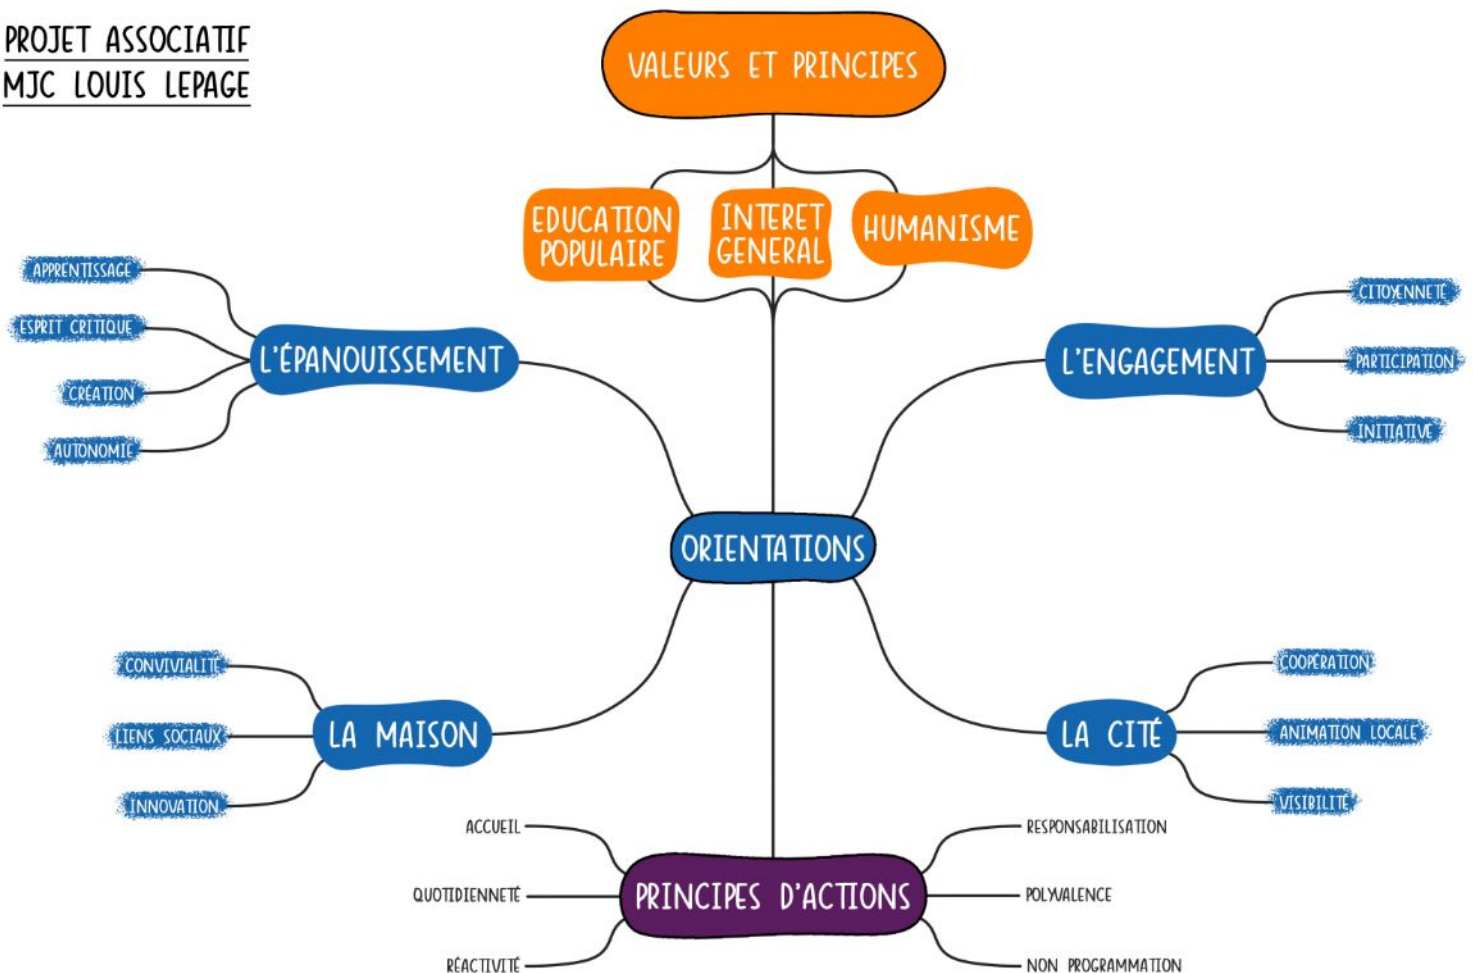 PROJET ASSOCIATIF
MJC LOUIS LEPAGE
VALEURS ET PRINCIPES
EDUCATION
POPULAIRE
INTERET
GENERAL
HUMANISME
APPRENTISSAGE
ESPRIT CRITIQUE
CRÉATION
AUTONOMIE
L'ÉPANOUISSEMENT
L'ENGAGEMENT
CITOYENNETÉ
PARTICIPATION
INITIATIVE
ORIENTATIONS
CONVIVIALITÉ
LIENS SOCIAUX
INNOVATION
LA MAISON
LA CITÉ
COOPÉRATION
ANIMATION LOCALE
VISIBILITÉ
ACCUEIL
QUOTIDIENNETÉ
RÉACTIVITÉ
PRINCIPES D'ACTIONS
RESPONSABILISATION
POLYVALENCE
NON PROGRAMMATION